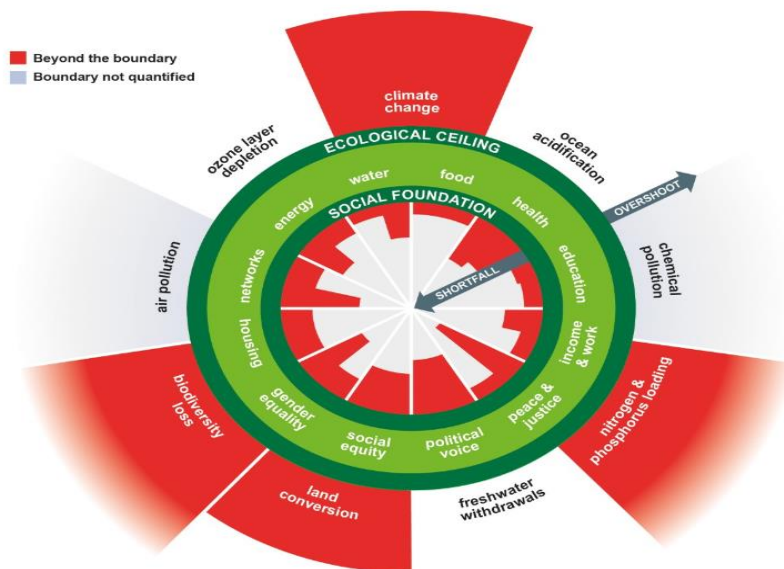 Beyond the boundary
Boundary not quantified
climate
change
ozone layer
depletion
ocean
acidification
ECOLOGICAL CEILING
OVERSHOOT
water
food
energy
health
SOCIAL FOUNDATION
SHORTFALL
networks
education
air pollution
chemical
pollution
housing
income
& work
gender
equality
peace &
justice
social
equity
political
voice
biodiversity
loss
nitrogen &
phosphorus loading
land
conversion
freshwater
withdrawals